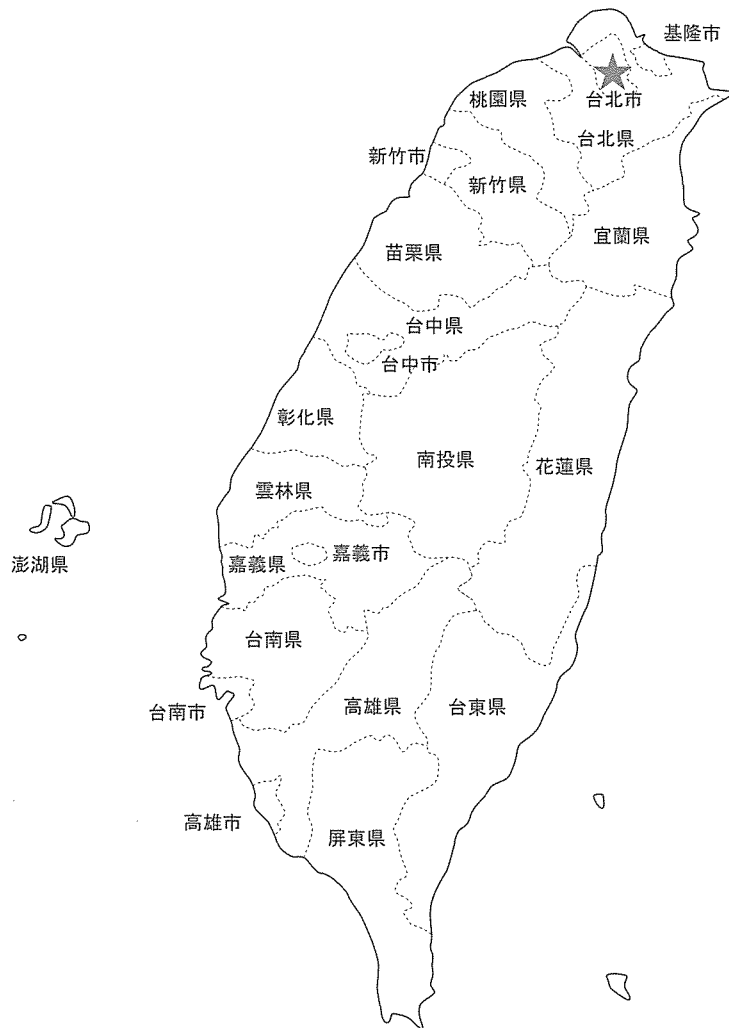 基隆市
桃園県
台北市
台北県
新竹市
新竹県
宜蘭県
苗栗県
台中県
台中市
彰化県
南投県
花蓮県
雲林県
嘉義市
嘉義県
澎湖県
台南県
台南市
高雄県
台東県
高雄市
屏東県